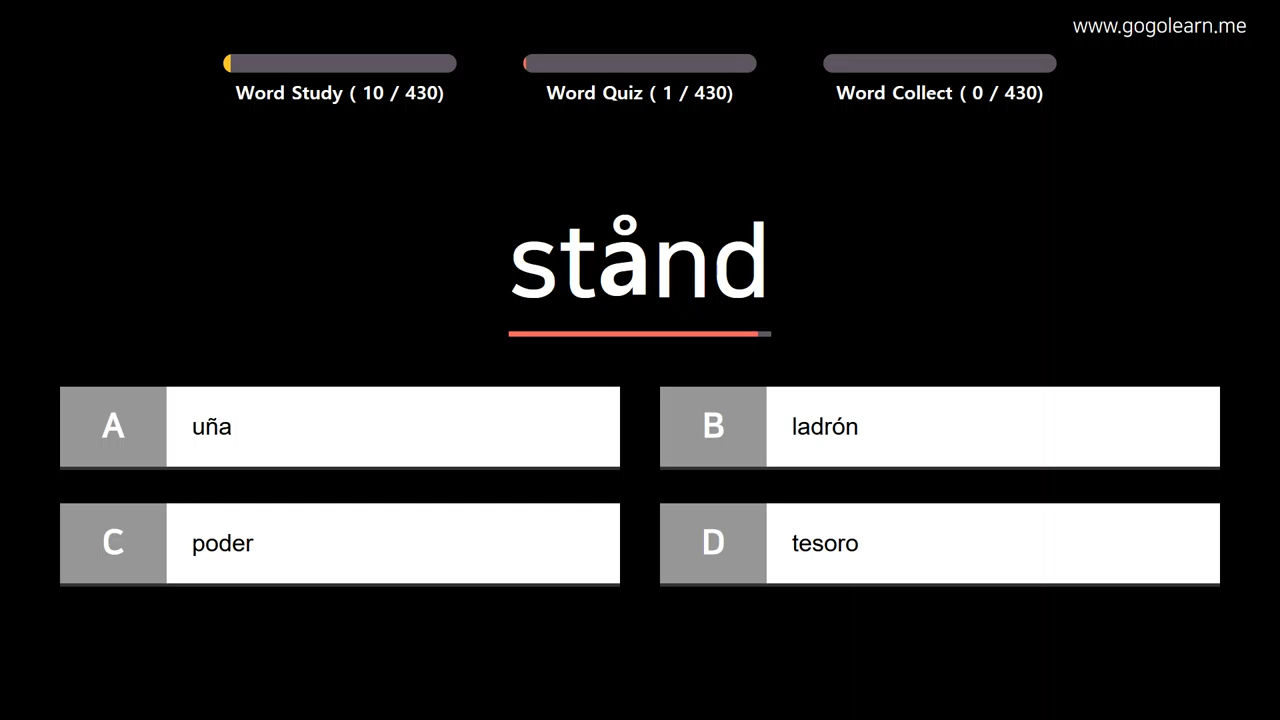 www.gogolearn.me
Word Study ( 10 / 430)
Word Quiz ( 1 / 430)
Word Collect ( 0 / 430)
stånd
A
uña
B
ladrón
C
poder
D
tesoro